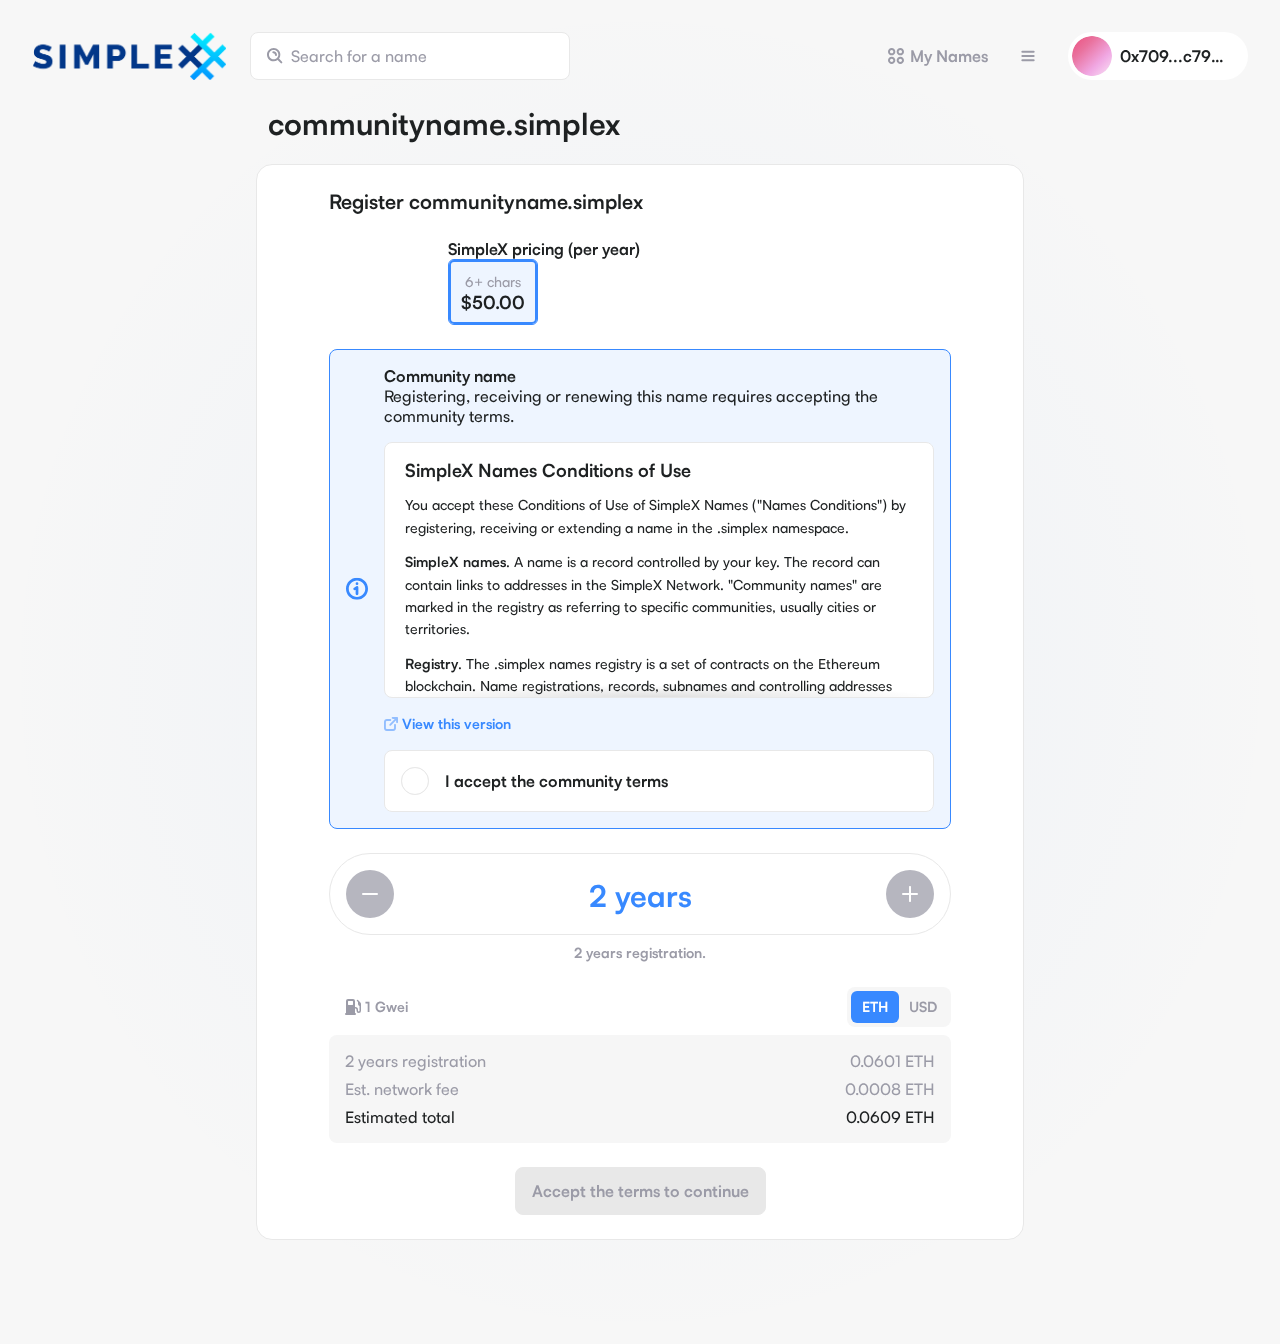 SIMPLEX
Search for a name
My Names
0x709...c79...
communityname.simplex
Register communityname.simplex
SimpleX pricing (per year)
6+ chars
$50.00
Community name
Registering, receiving or renewing this name requires accepting the
community terms.
SimpleX Names Conditions of Use
You accept these Conditions of Use of SimpleX Names ("Names Conditions") by
registering, receiving or extending a name in the .simplex namespace.
SimpleX names. A name is a record controlled by your key. The record can
contain links to addresses in the SimpleX Network. "Community names" are
marked in the registry as referring to specific communities, usually cities or
territories.
Registry. The .simplex names registry is a set of contracts on the Ethereum
blockchain. Name registrations, records, subnames and controlling addresses
View this version
I accept the community terms
2 years
2 years registration.
1 Gwei
ETH USD
2 years registration 0.0601 ETH
Est. network fee 0.0008 ETH
Estimated total 0.0609 ETH
Accept the terms to continue